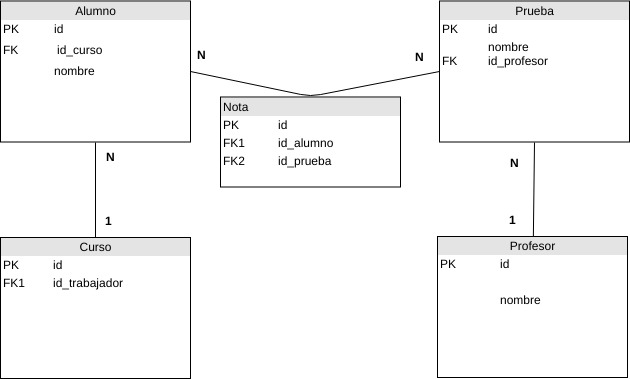 Alumno
PK id
FK id_curso
nombre
N
Prueba
PK id
nombre
FK id_profesor
N
Nota
PK id
FK1 id_alumno
FK2 id_prueba
N
1
N
1
Curso
PK id
FK1 id_trabajador
Profesor
PK id
nombre